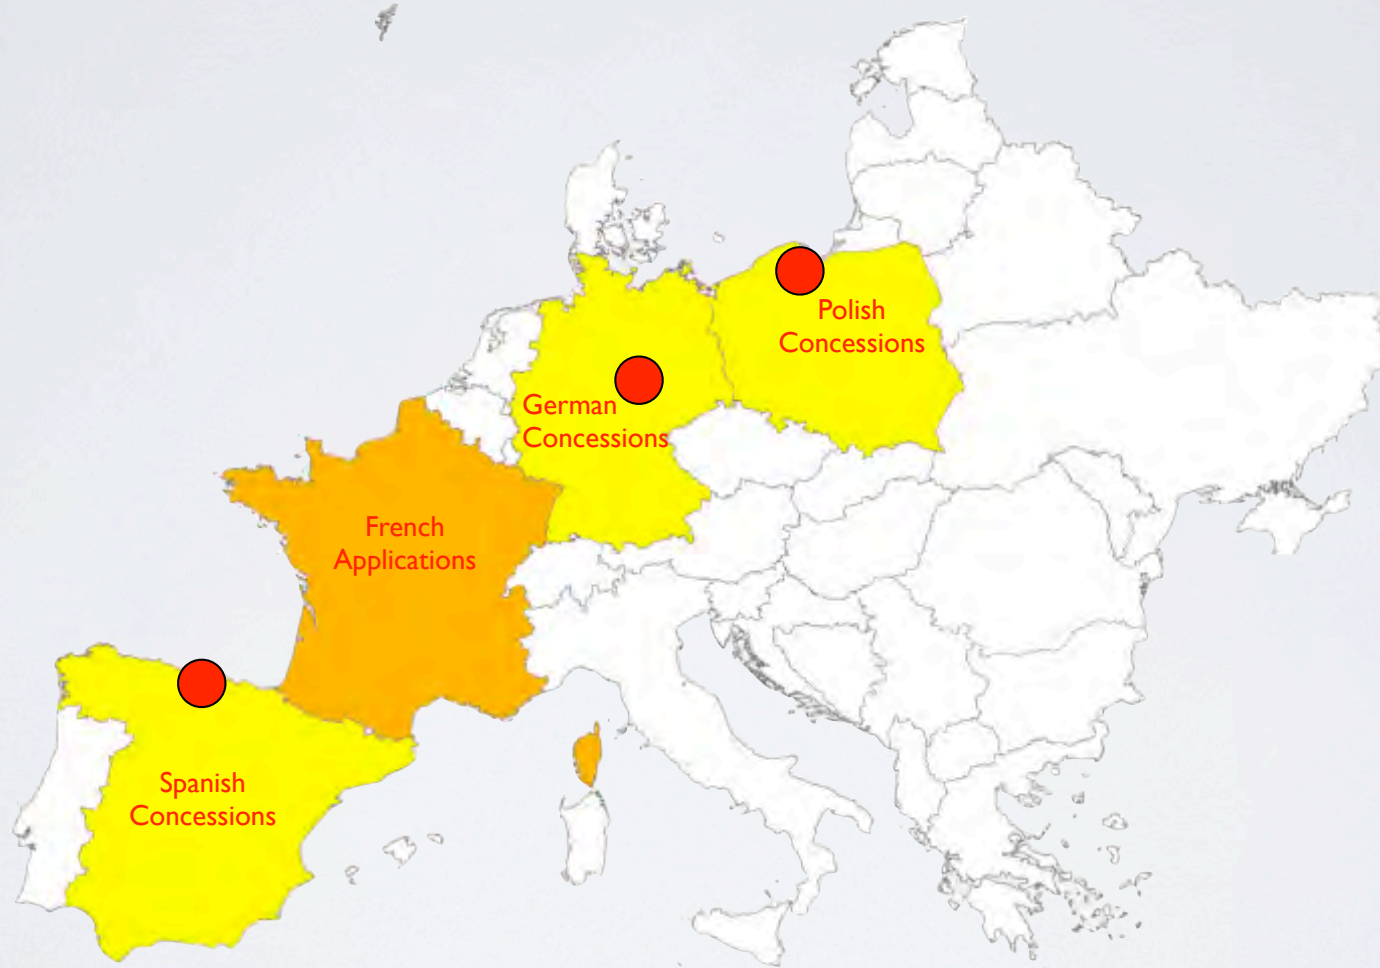 Polish
Concessions
German
Concessions
French
Applications
Spanish
Concessions